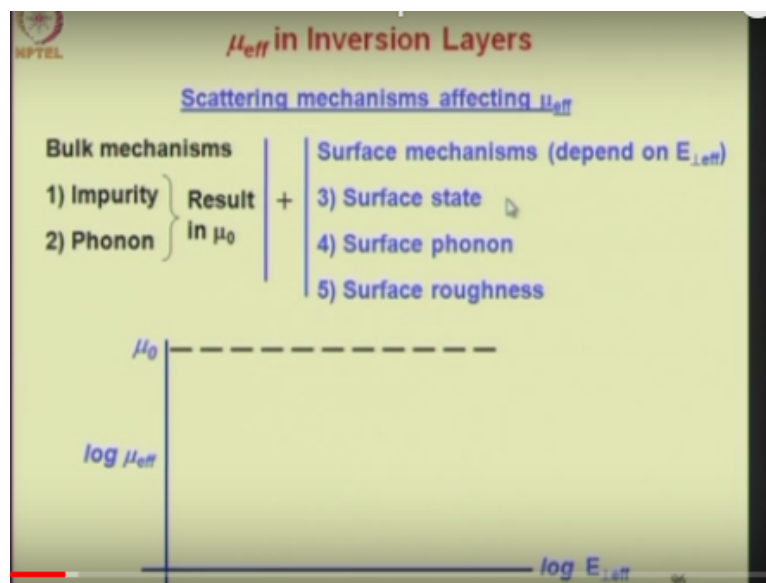 NPTEL
μeff in Inversion Layers
Scattering mechanisms affecting μeff
Bulk mechanisms
1) Impurity
2) Phonon
Result
in μ0
+
Surface mechanisms (depend on E⊥eff)
3) Surface state
4) Surface phonon
5) Surface roughness
μ0
log μeff
log E⊥eff